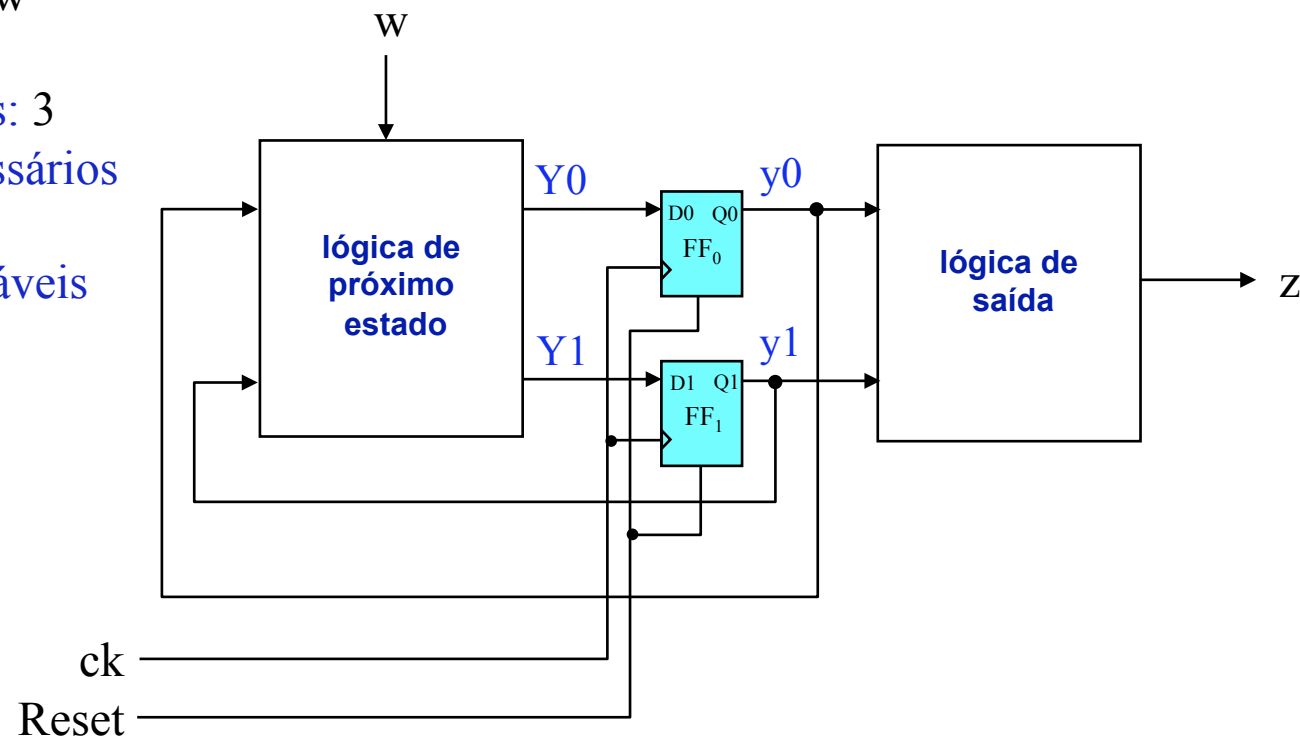 w
w
s: 3
ssários
áveis
Y0
y0
D0 Q0
FF0
lógica de
próximo
estado
lógica de
saída
z
Y1
y1
D1 Q1
FF1
ck
Reset